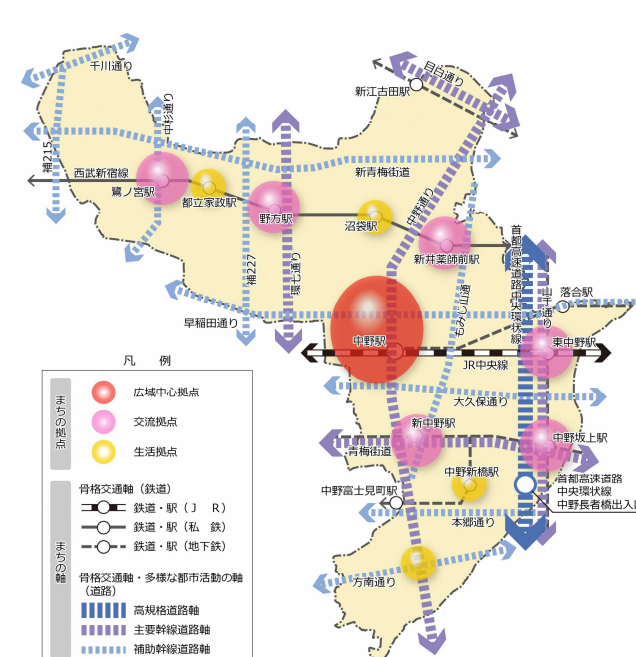 目白通り
千川通り
新江古田駅
中杉通り
補215
西武新宿線
鷺ノ宮駅
都立家政駅
野方駅
沼袋駅
新青梅街道
中野通り
新井薬師前駅
首都高速道路中央環状線
補227
環七通り
もみじ山通
山手通り
落合駅
早稲田通り
中野駅
東中野駅
JR中央線
大久保通り
新中野駅
中野坂上駅
青梅街道
中野新橋駅
中野富士見町駅
首都高速道路
中央環状線
中野長者橋出入口
本郷通り
方南通り
凡 例
まちの拠点
広域中心拠点
交流拠点
生活拠点
まちの軸
骨格交通軸（鉄道）
鉄道・駅（J R）
鉄道・駅（私 鉄）
鉄道・駅（地下鉄）
骨格交通軸・多様な都市活動の軸
（道路）
高規格道路軸
主要幹線道路軸
補助幹線道路軸